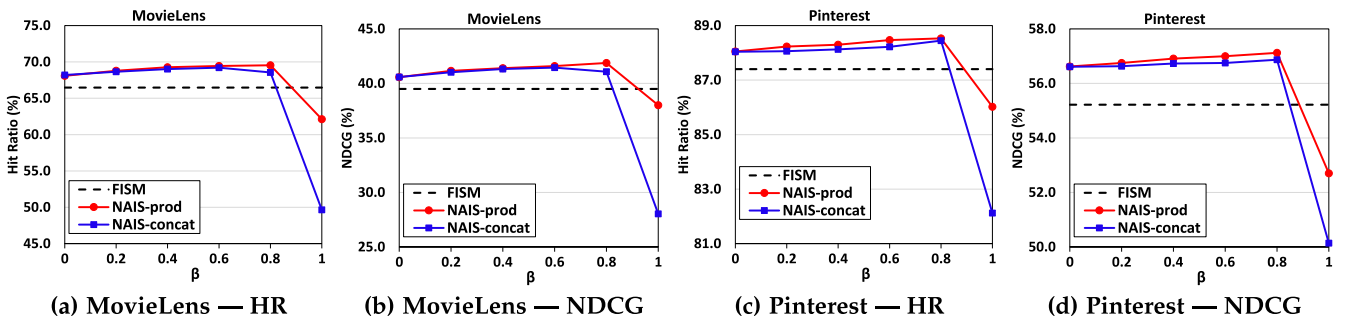 MovieLens
75.0
70.0
65.0
60.0
55.0
50.0
45.0
Hit Ratio (%)
FISM
NAIS-prod
NAIS-concat
0 0.2 0.4 0.6 0.8 1
β
(a) MovieLens — HR
MovieLens
45.0
40.0
35.0
30.0
25.0
NDCG (%)
FISM
NAIS-prod
NAIS-concat
0 0.2 0.4 0.6 0.8 1
β
(b) MovieLens — NDCG
Pinterest
89.0
87.0
85.0
83.0
81.0
Hit Ratio (%)
FISM
NAIS-prod
NAIS-concat
0 0.2 0.4 0.6 0.8 1
β
(c) Pinterest — HR
Pinterest
58.0
56.0
54.0
52.0
50.0
NDCG (%)
FISM
NAIS-prod
NAIS-concat
0 0.2 0.4 0.6 0.8 1
β
(d) Pinterest — NDCG